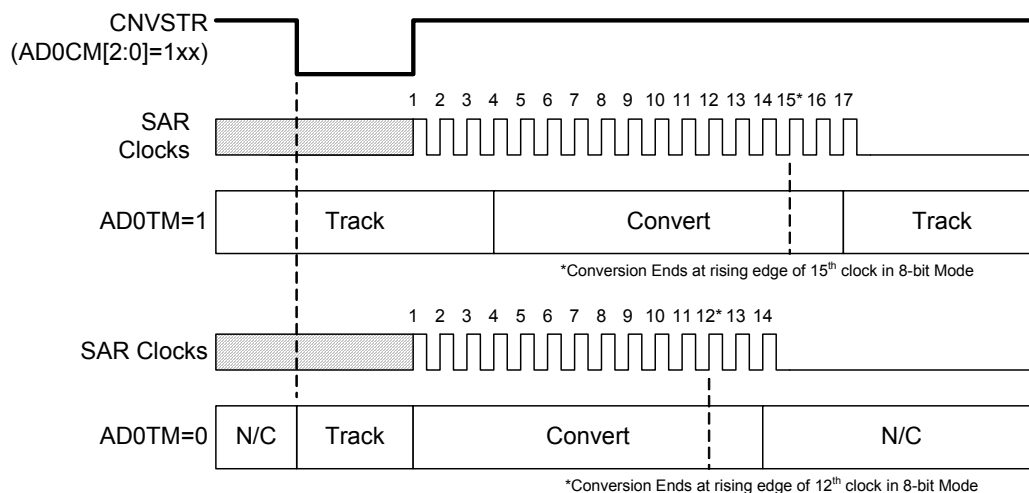 CNVSTR
(AD0CM[2:0]=1xx)
1 2 3 4 5 6 7 8 9 10 11 12 13 14 15* 16 17
SAR
Clocks
AD0TM=1 Track Convert Track
*Conversion Ends at rising edge of 15th clock in 8-bit Mode
1 2 3 4 5 6 7 8 9 10 11 12* 13 14
SAR Clocks
AD0TM=0 N/C Track Convert N/C
*Conversion Ends at rising edge of 12th clock in 8-bit Mode